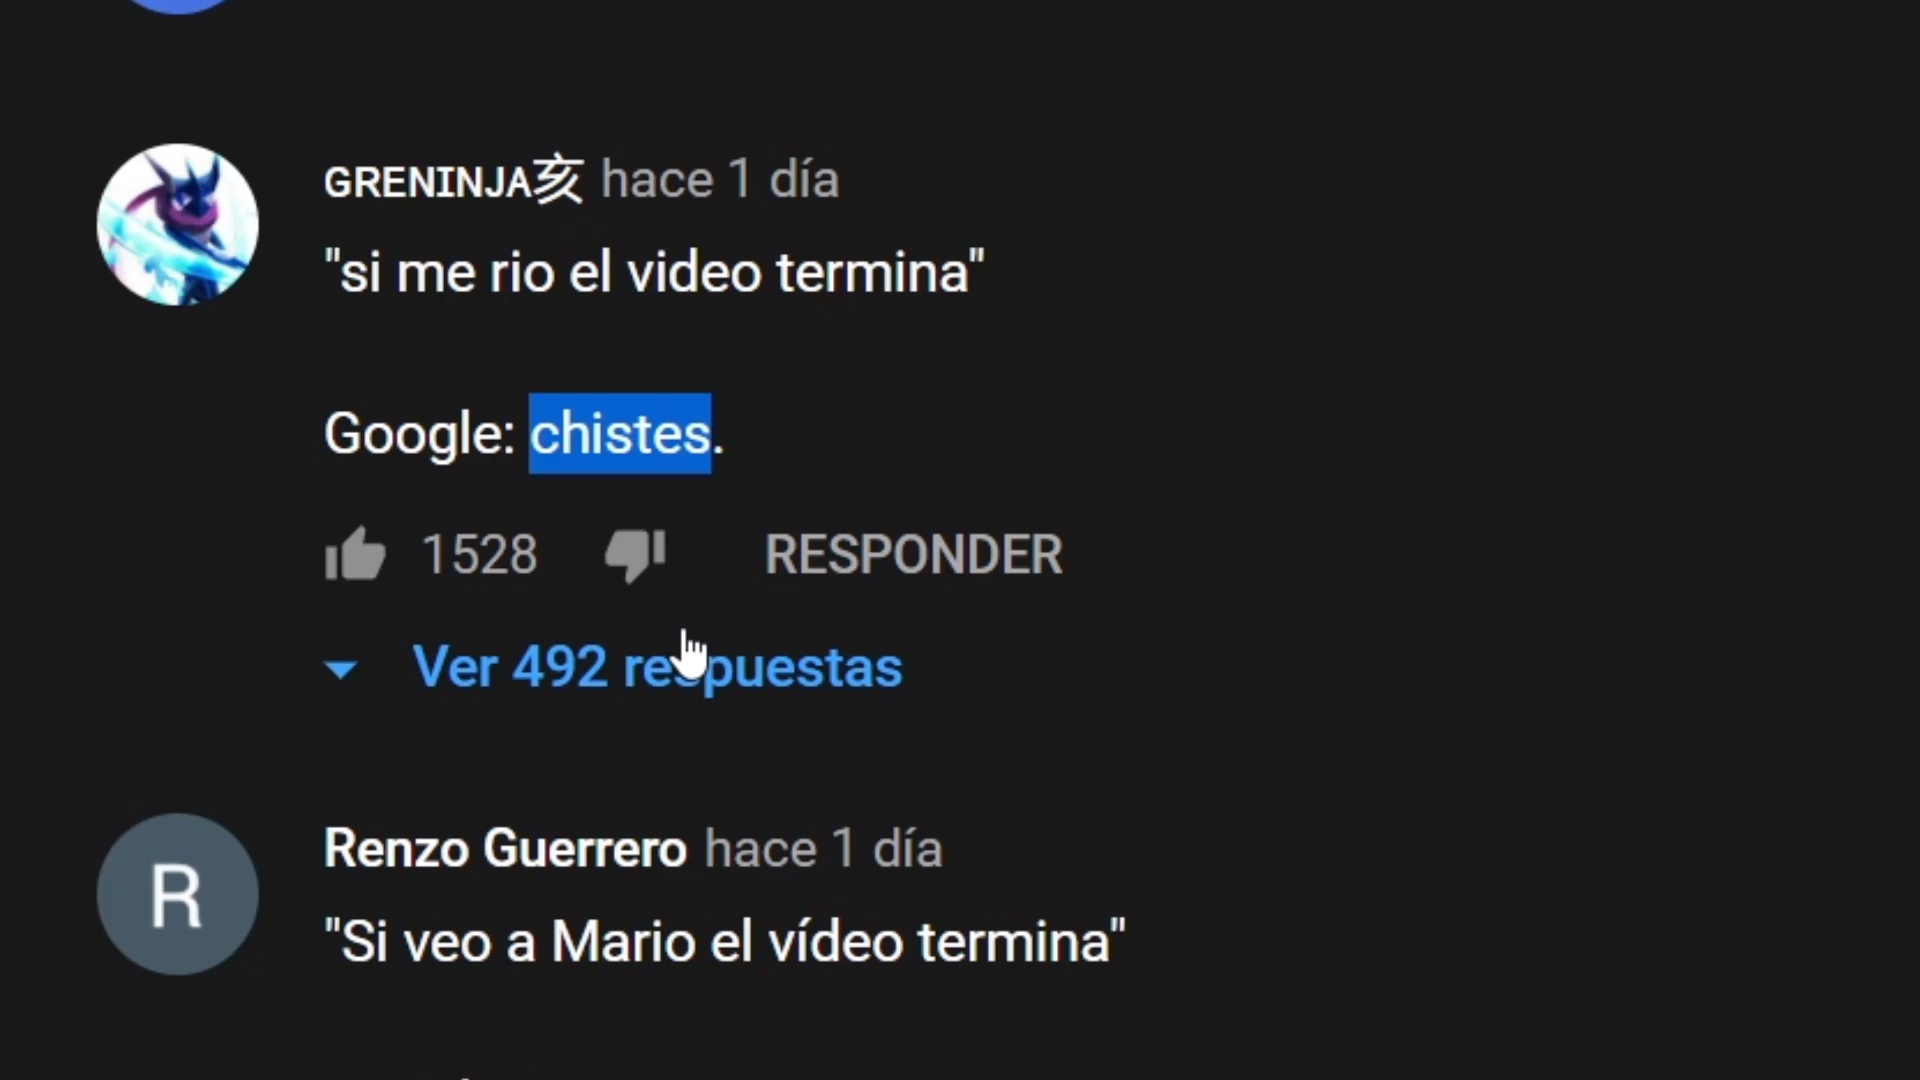 GRENINJA亥 hace 1 día
"si me rio el video termina"
Google: chistes.
1528 RESPONDER
Ver 492 respuestas
R
Renzo Guerrero hace 1 día
"Si veo a Mario el vídeo termina"